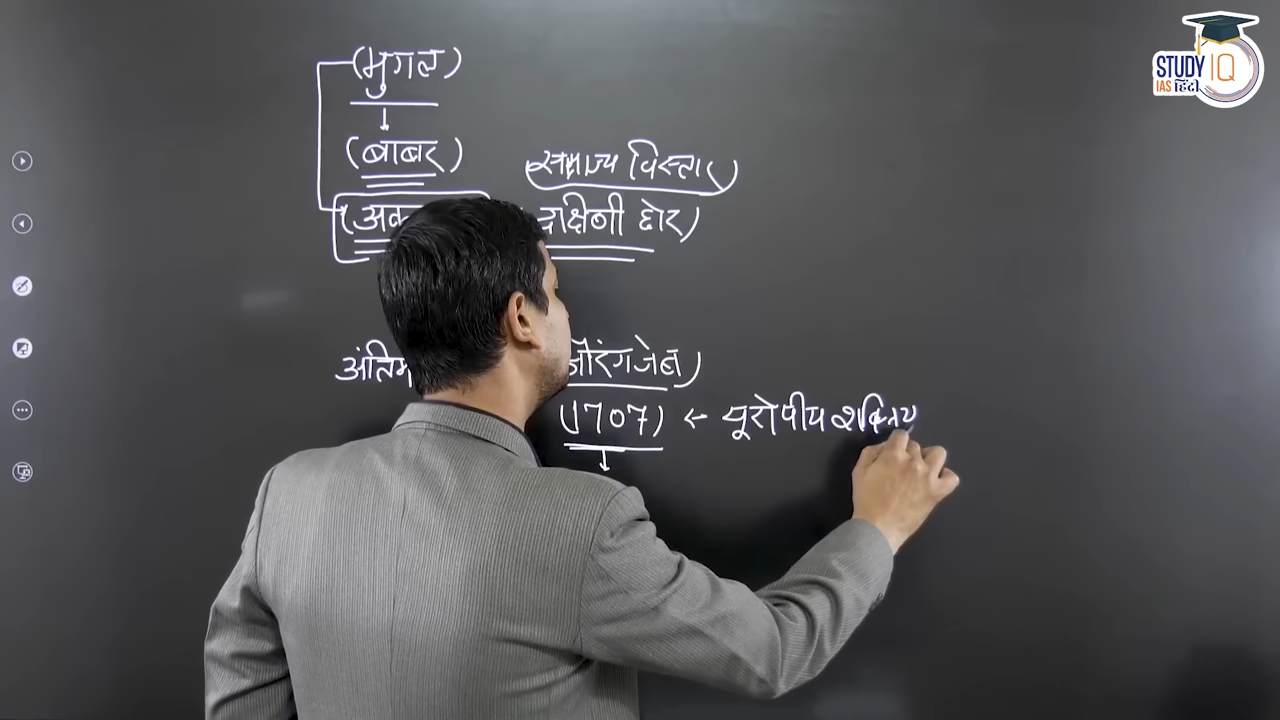 (मुगल)
(बाबर)
(साम्राज्य विस्तार)
दक्षिणी छोर)
औरंगजेब)
(1707) ← यूरोपीय शक्तिय
STUDY IQ
IAS हिंदी